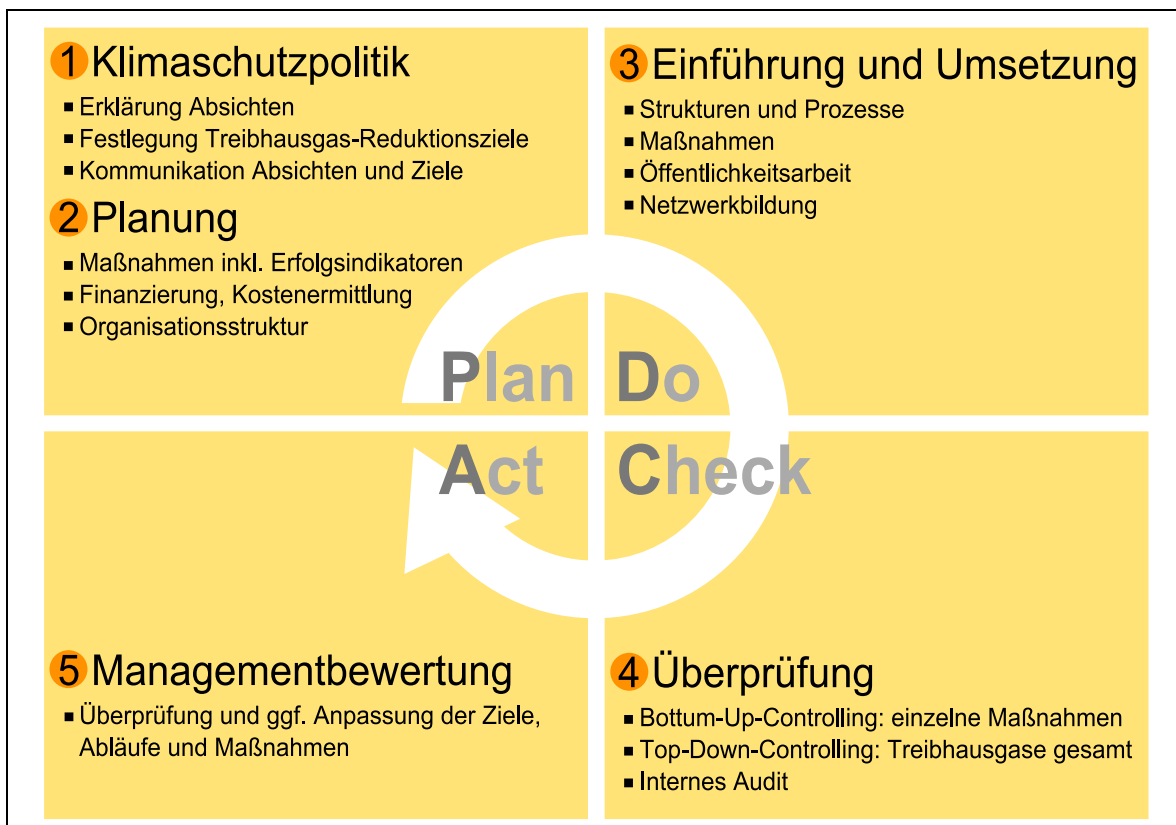 1 Klimaschutzpolitik
▪ Erklärung Absichten
▪ Festlegung Treibhausgas-Reduktionsziele
▪ Kommunikation Absichten und Ziele
2 Planung
▪ Maßnahmen inkl. Erfolgsindikatoren
▪ Finanzierung, Kostenermittlung
▪ Organisationsstruktur
3 Einführung und Umsetzung
▪ Strukturen und Prozesse
▪ Maßnahmen
▪ Öffentlichkeitsarbeit
▪ Netzwerkbildung
Plan Do
Act Check
5 Managementbewertung
▪ Überprüfung und ggf. Anpassung der Ziele,
Abläufe und Maßnahmen
4 Überprüfung
▪ Bottum-Up-Controlling: einzelne Maßnahmen
▪ Top-Down-Controlling: Treibhausgase gesamt
▪ Internes Audit